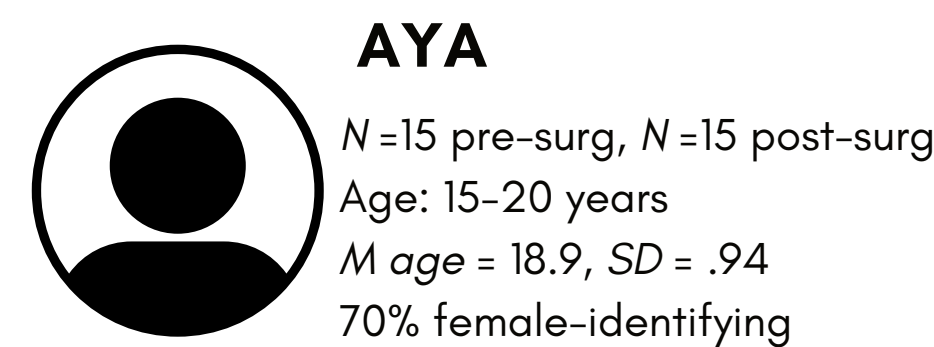 AYA
N =15 pre-surg, N =15 post-surg
Age: 15-20 years
M age = 18.9, SD = .94
70% female-identifying